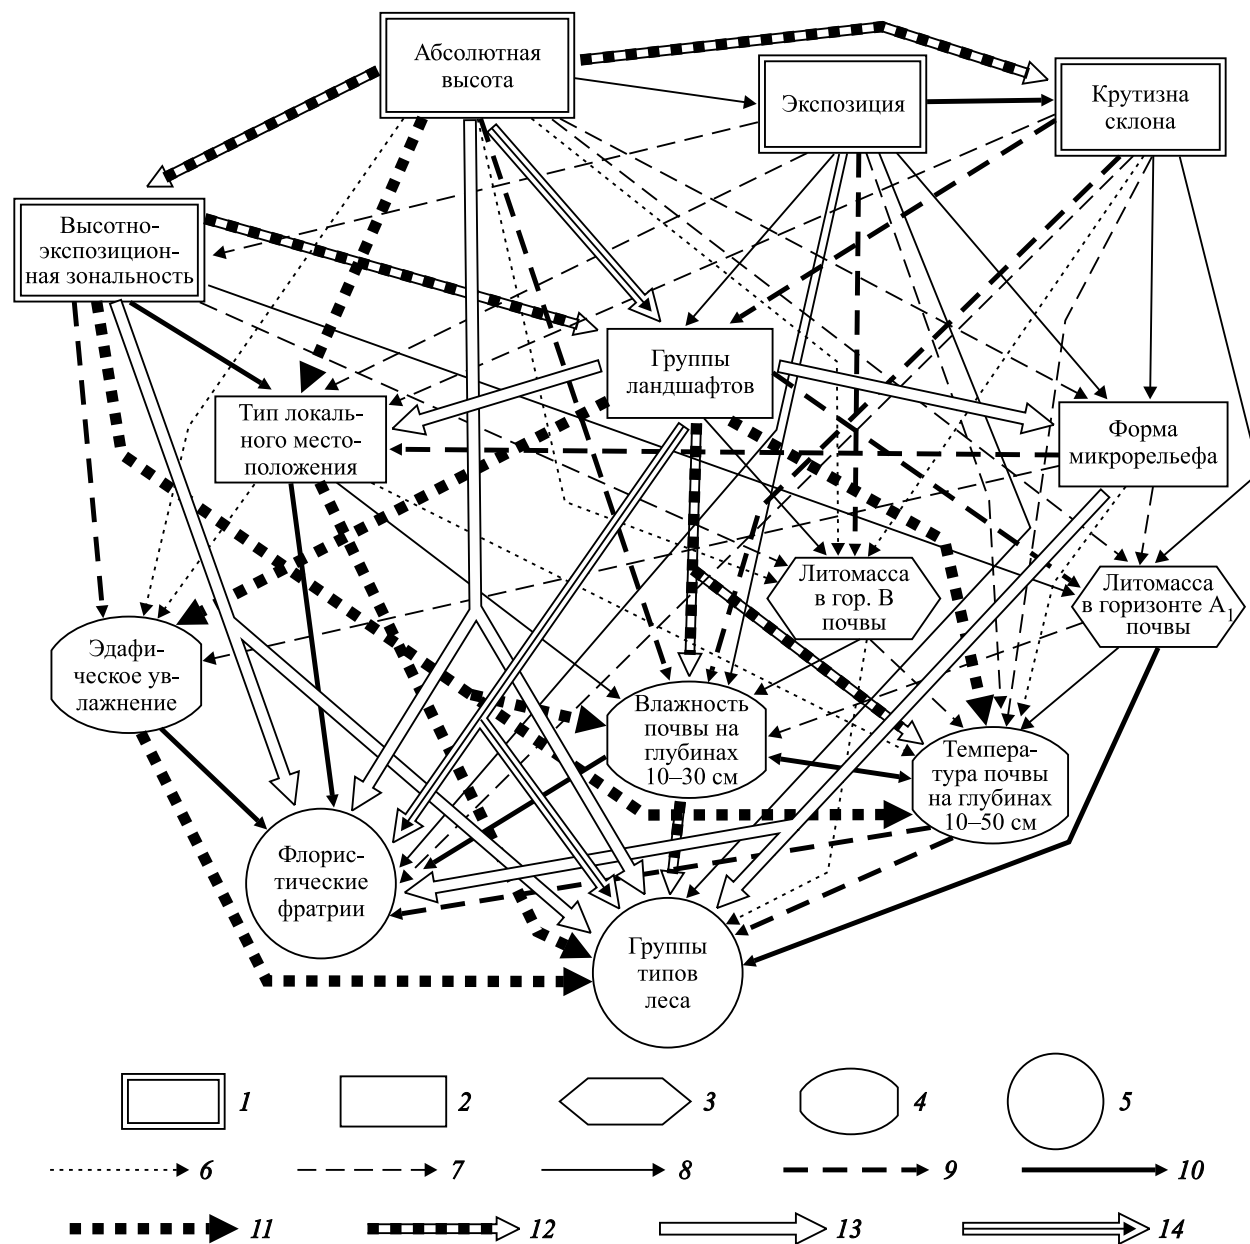 Абсолютная
высота
Экспозиция
Крутизна
склона
Высотно-
экспозицион-
ная зональность
Группы
ландшафтов
Тип локаль-
ного место-
положения
Форма
микрорельефа
Литомасса
в гор. В
почвы
Литомасса
в горизонте А1
почвы
Эдафи-
ческое ув-
лажнение
Влажность
почвы на
глубинах
10–30 см
Темпера-
тура почвы
на глубинах
10–50 см
Флорис-
тические
фратрии
Группы
типов
леса
1 2 3 4 5
6 7 8 9 10
11 12 13 14